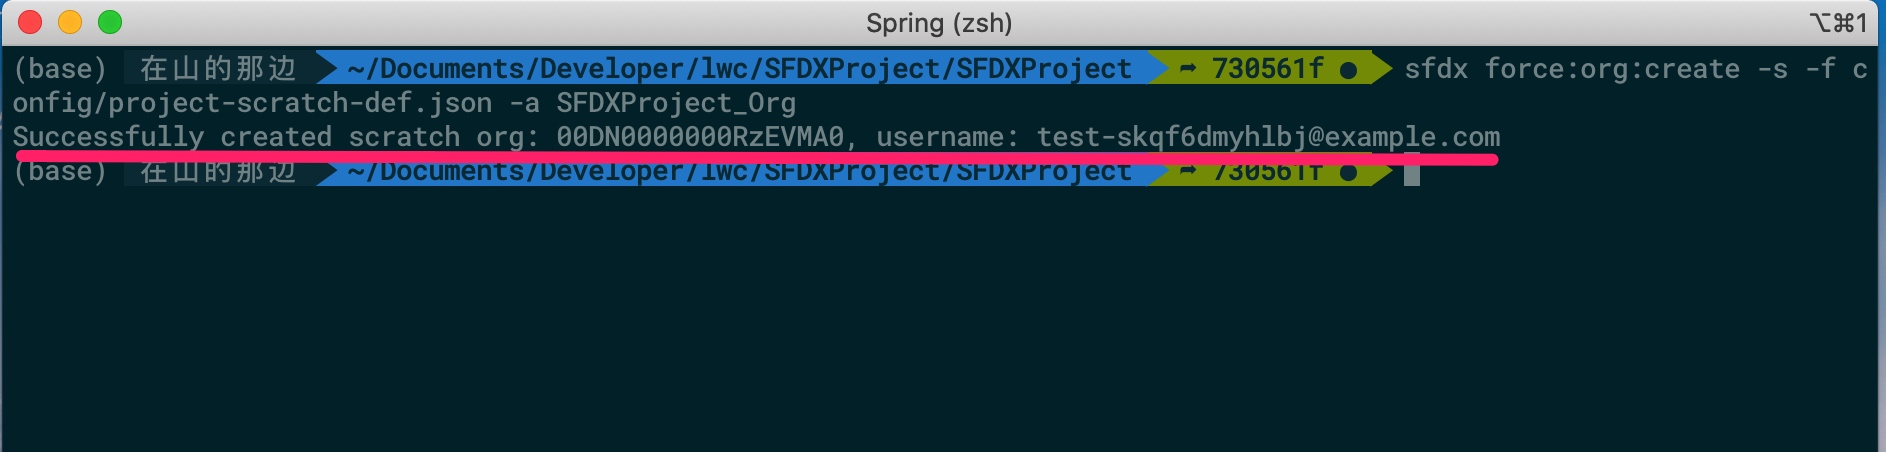 Spring (zsh)
⌥⌘1
(base) 在山的那边 ~/Documents/Developer/lwc/SFDXProject/SFDXProject ➦ 730561f ● sfdx force:org:create -s -f c
onfig/project-scratch-def.json -a SFDXProject_Org
Successfully created scratch org: 00DN0000000RzEVMA0, username: test-skqf6dmyhlbj@example.com
(base) 在山的那边 ~/Documents/Developer/lwc/SFDXProject/SFDXProject ➦ 730561f ●